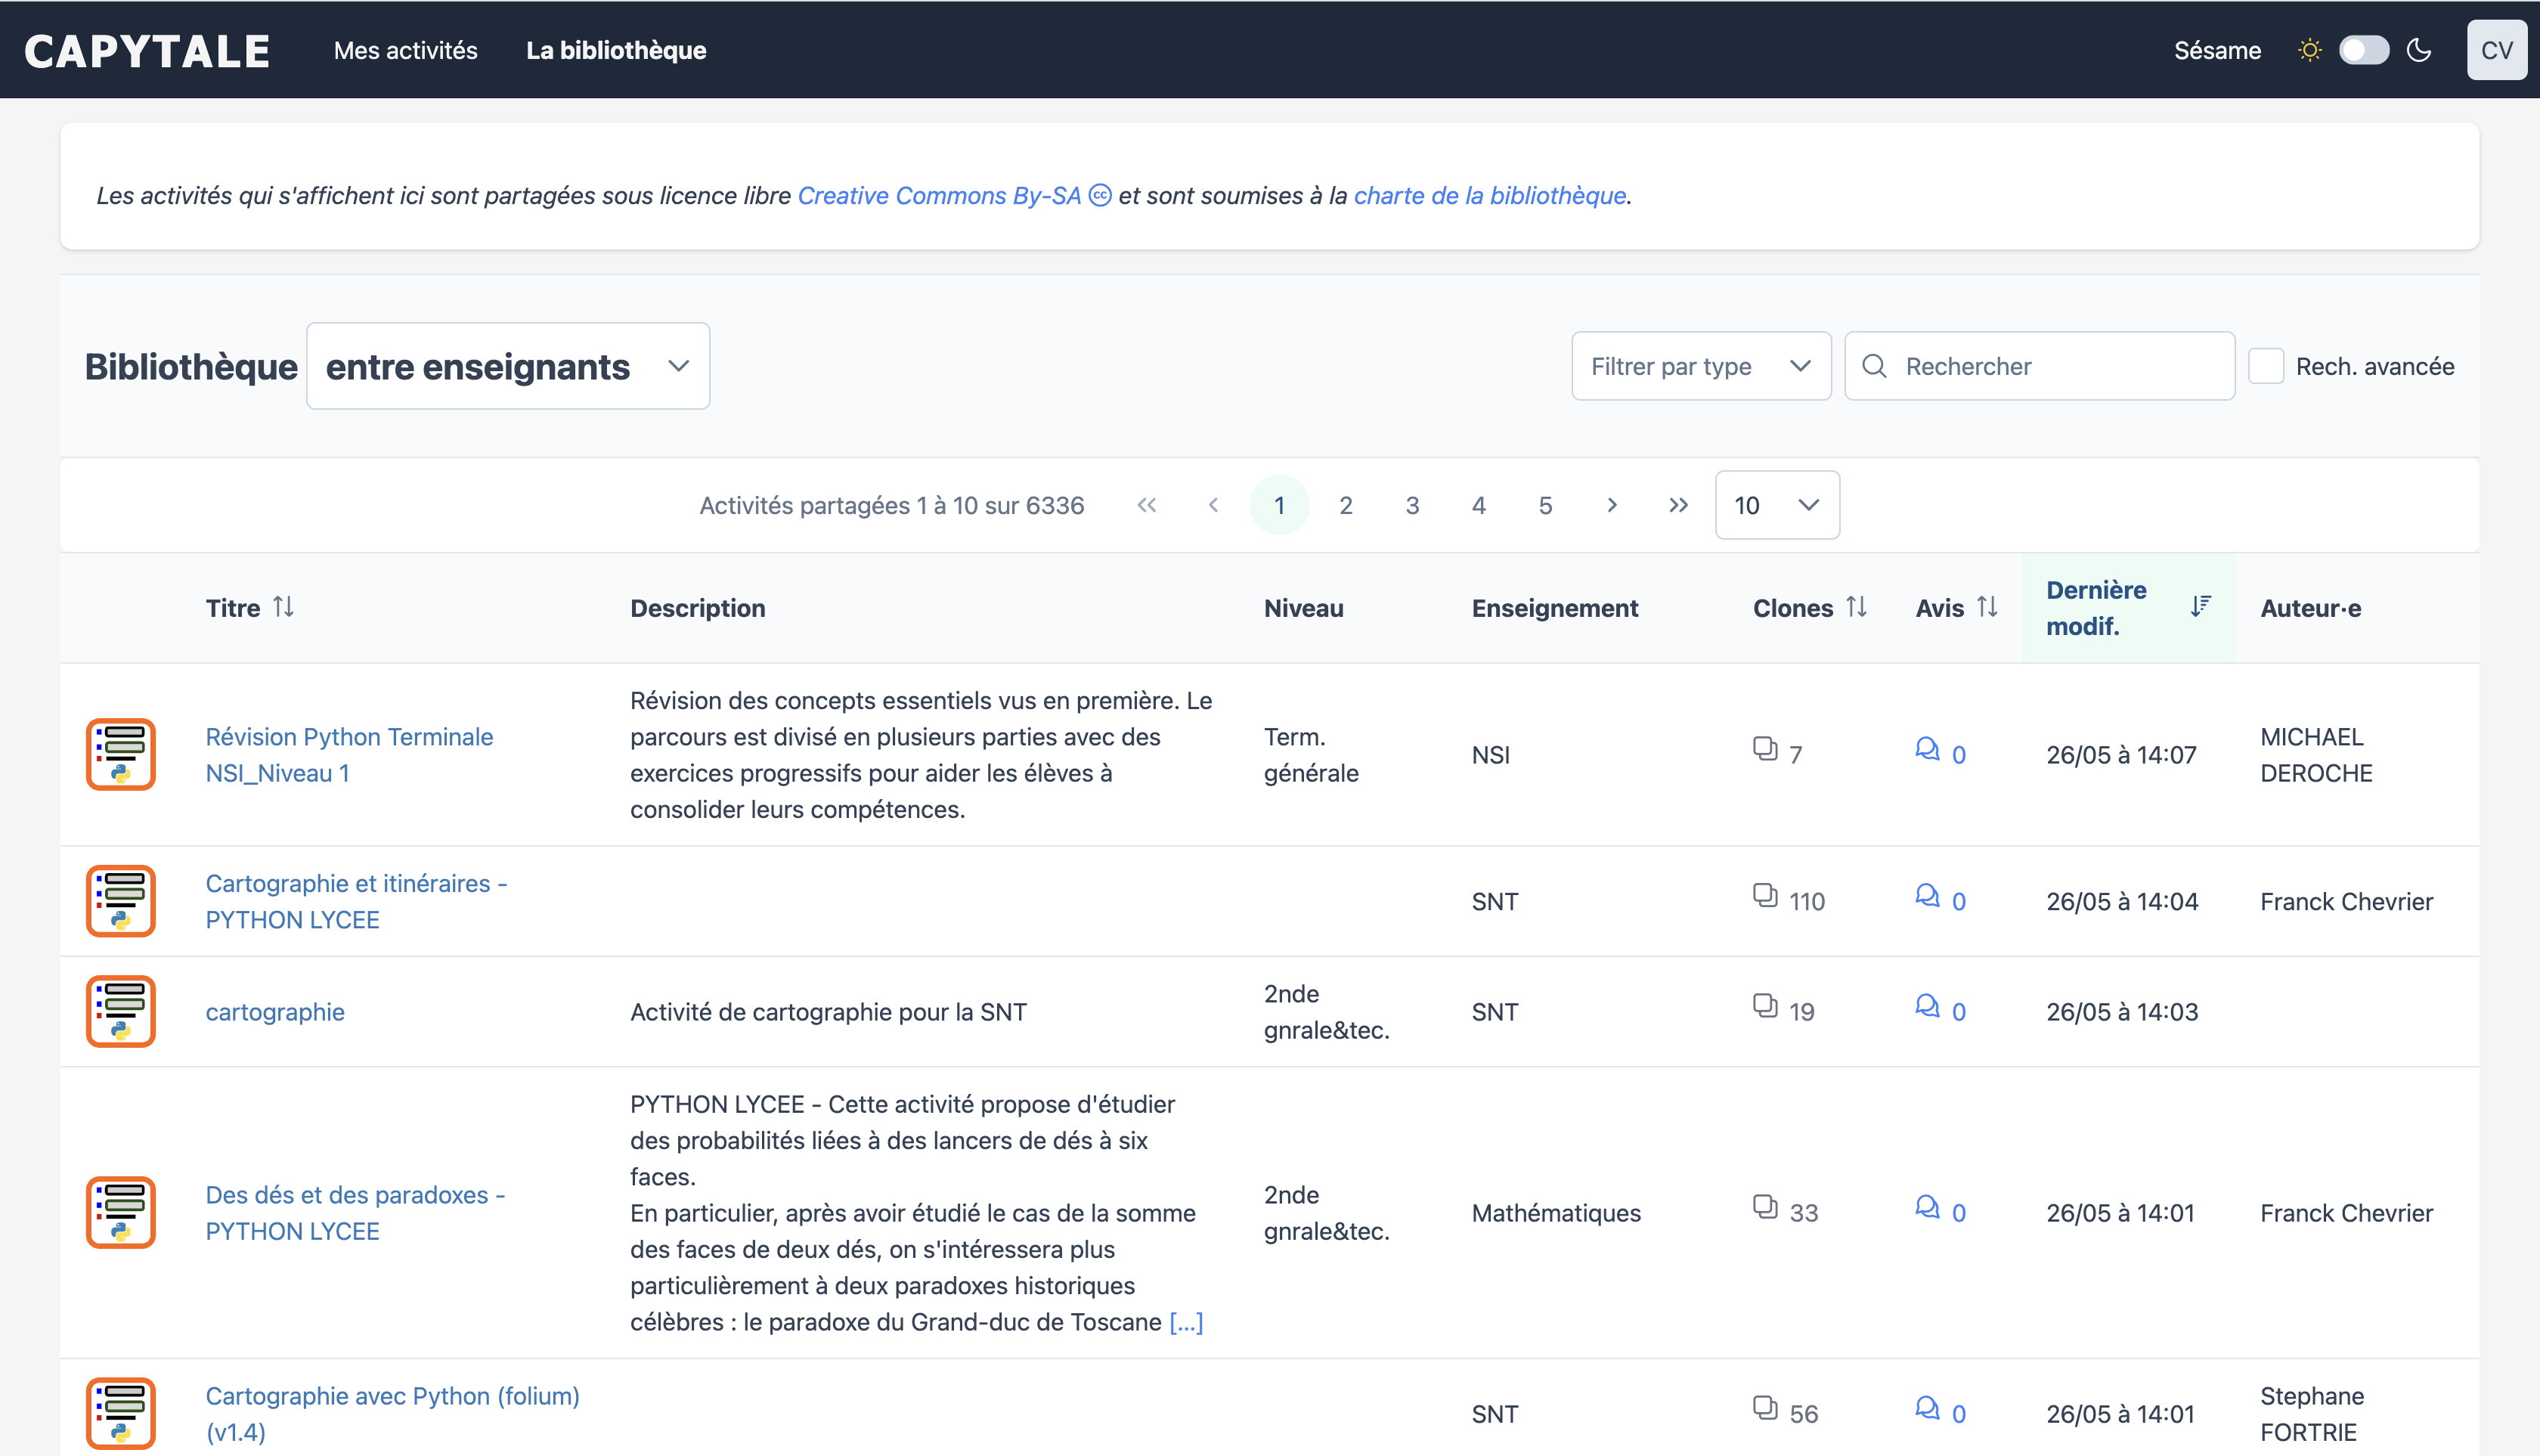 CAPYTALE Mes activités La bibliothèque Sésame CV
Les activités qui s'affichent ici sont partagées sous licence libre Creative Commons By-SA et sont soumises à la charte de la bibliothèque.
Bibliothèque entre enseignants Filtrer par type Rechercher Rech. avancée
Activités partagées 1 à 10 sur 6336 « ‹ 1 2 3 4 5 › » 10
Titre Description Niveau Enseignement Clones Avis Dernière modif. Auteur·e
Révision Python Terminale
NSI_Niveau 1
Révision des concepts essentiels vus en première. Le
parcours est divisé en plusieurs parties avec des
exercices progressifs pour aider les élèves à
consolider leurs compétences.
Term.
générale
NSI
7
0
26/05 à 14:07
MICHAEL
DEROCHE
Cartographie et itinéraires -
PYTHON LYCEE
SNT
110
0
26/05 à 14:04
Franck Chevrier
cartographie
Activité de cartographie pour la SNT
2nde
gnrale&tec.
SNT
19
0
26/05 à 14:03
Des dés et des paradoxes -
PYTHON LYCEE
PYTHON LYCEE - Cette activité propose d'étudier
des probabilités liées à des lancers de dés à six
faces.
En particulier, après avoir étudié le cas de la somme
des faces de deux dés, on s'intéressera plus
particulièrement à deux paradoxes historiques
célèbres : le paradoxe du Grand-duc de Toscane [...]
2nde
gnrale&tec.
Mathématiques
33
0
26/05 à 14:01
Franck Chevrier
Cartographie avec Python (folium)
(v1.4)
SNT
56
0
26/05 à 14:01
Stephane
FORTRIE